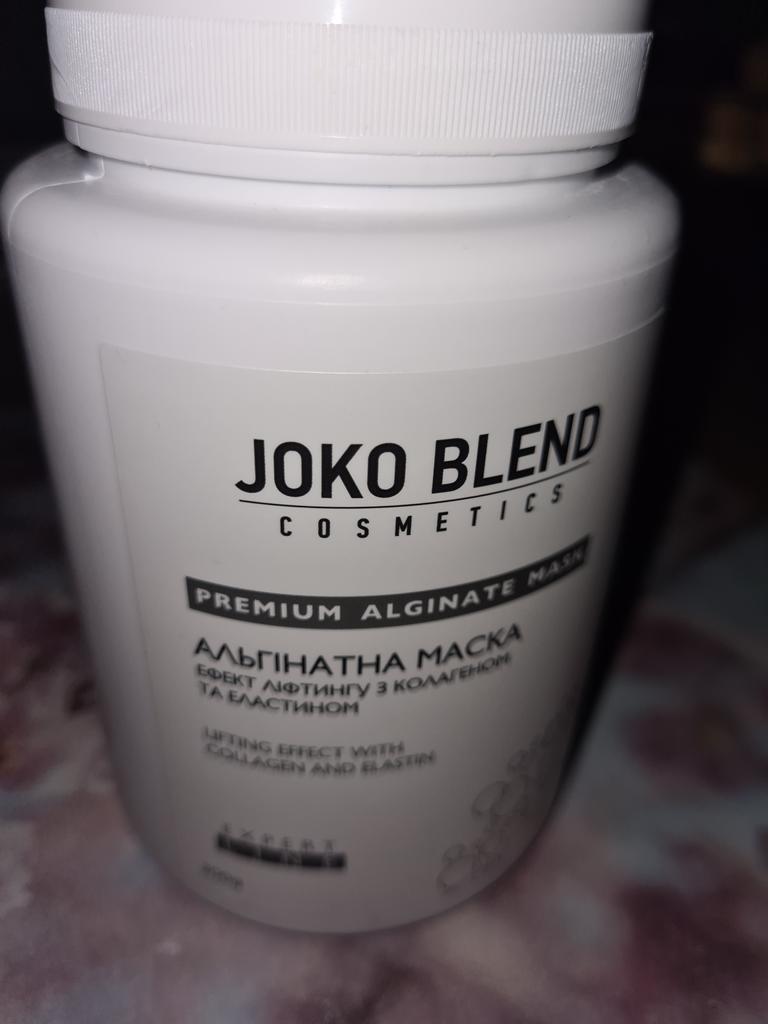 JOKO BLEND
COSMETICS
PREMIUM ALGINATE MASK
АЛЬГІНАТНА МАСКА
ЕФЕКТ ЛІФТИНГУ З КОЛАГЕНОМ
ТА ЕЛАСТИНОМ
LIFTING EFFECT WITH
COLLAGEN AND ELASTIN
EXPERT